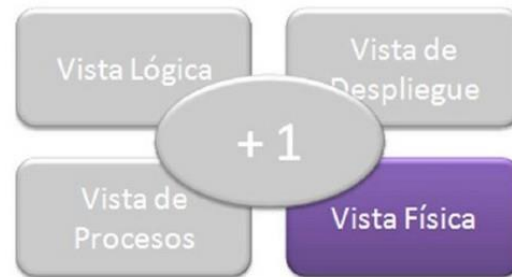 Vista Lógica
Vista de
Despliegue
+ 1
Vista de
Procesos
Vista Física